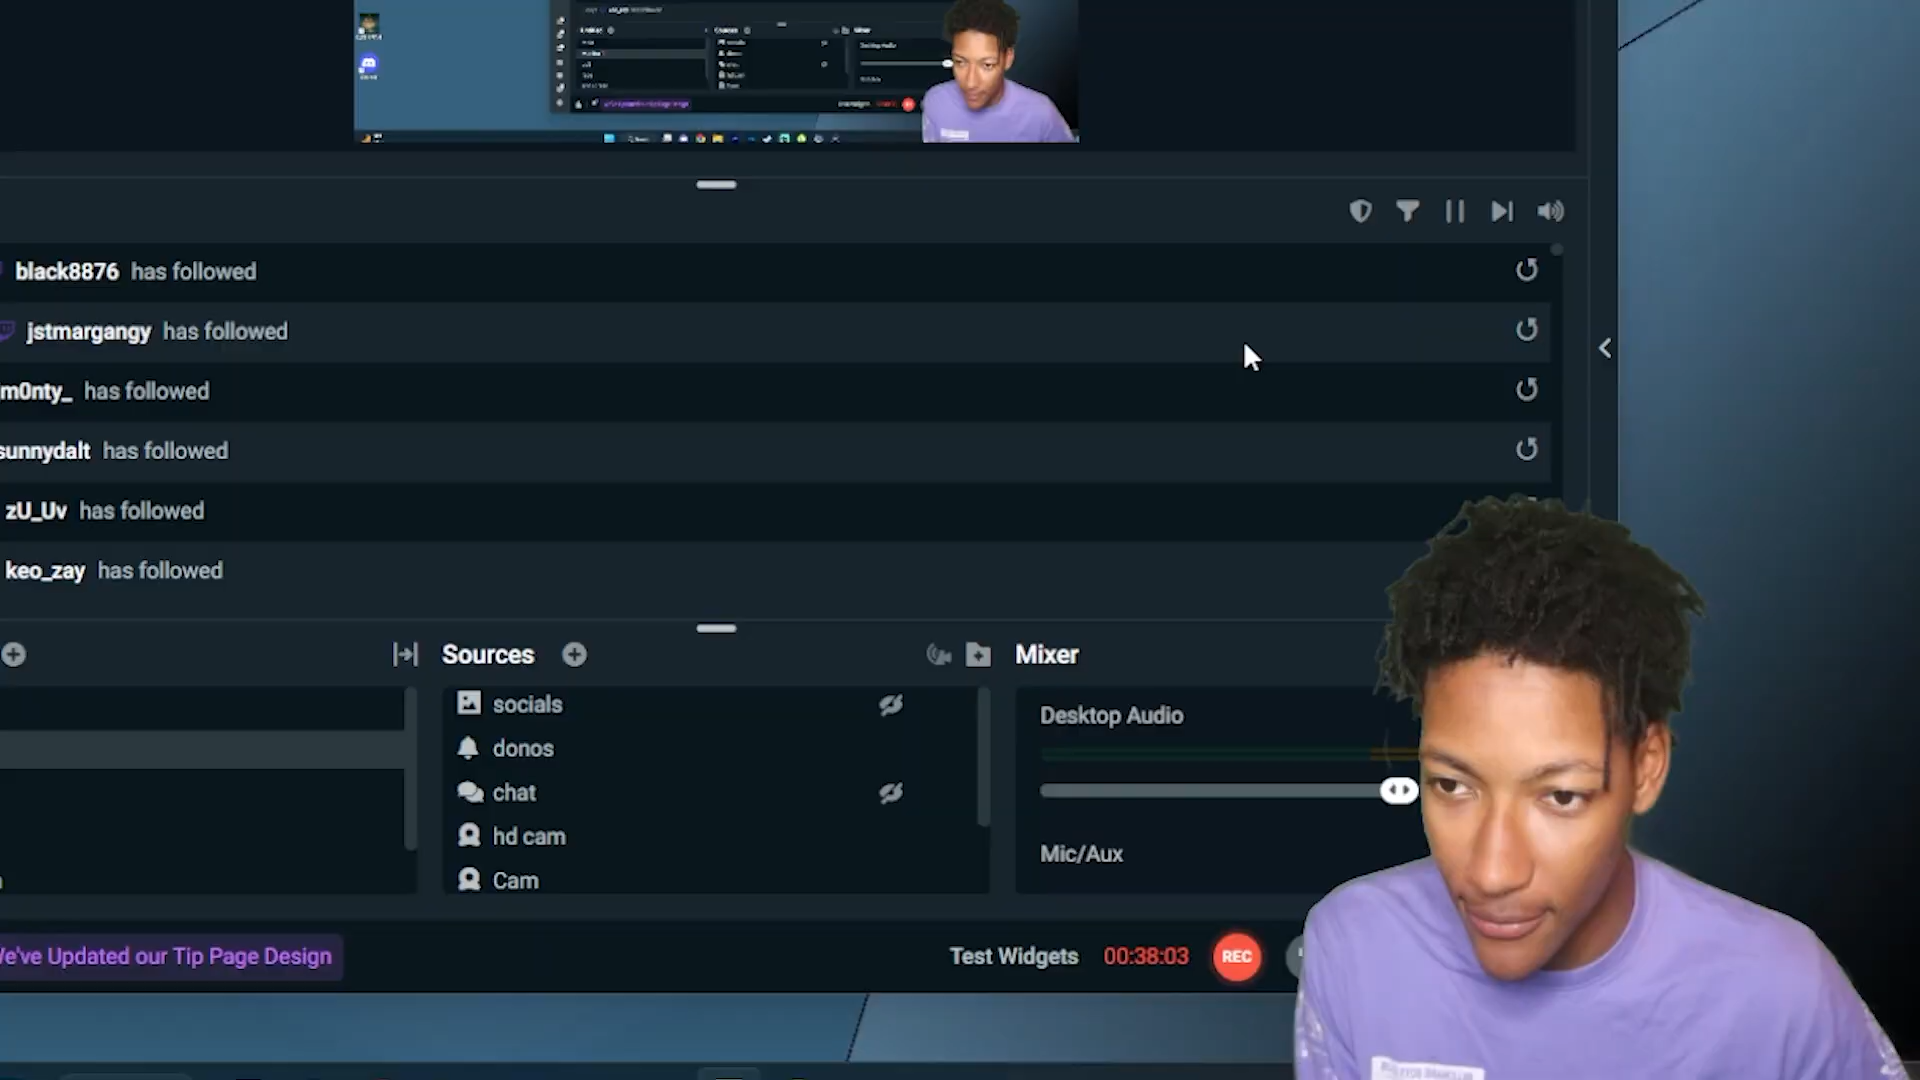 black8876 has followed
jstmargangy has followed
m0nty_ has followed
sunnydalt has followed
zU_Uv has followed
keo_zay has followed
Sources
Mixer
socials
donos
chat
hd cam
Cam
Desktop Audio
Mic/Aux
We've Updated our Tip Page Design
Test Widgets 00:38:03 REC